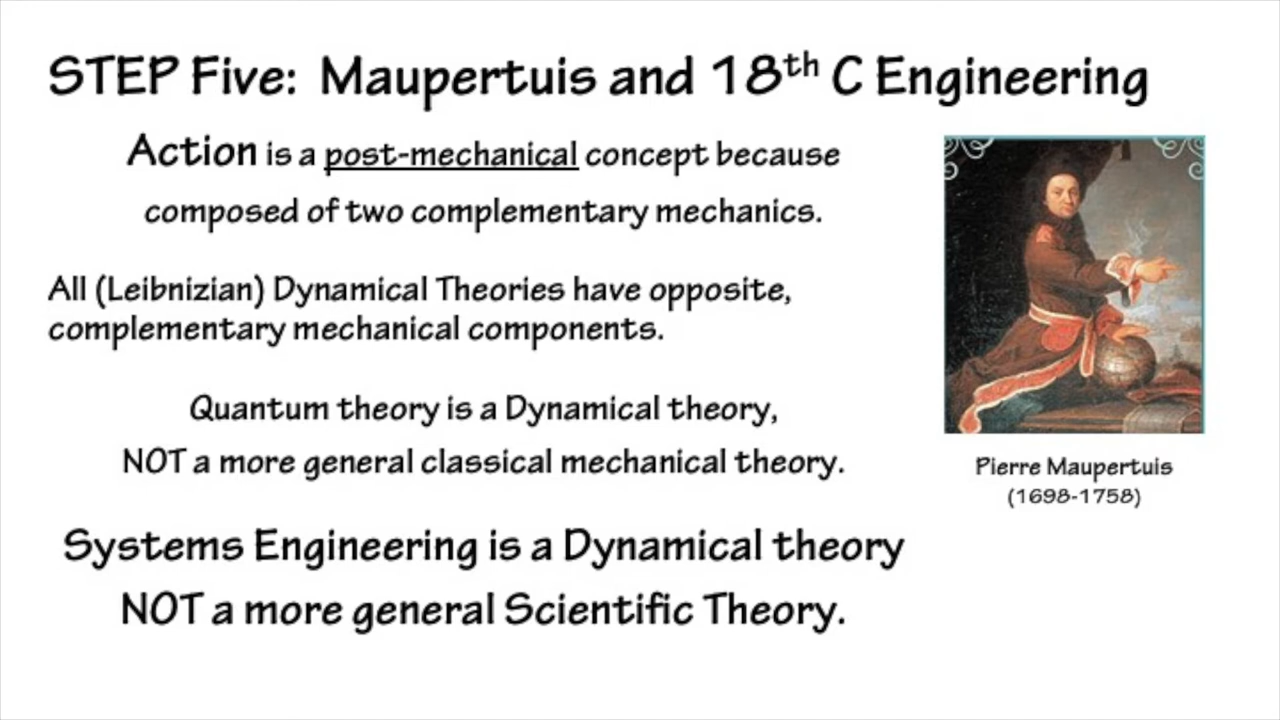 STEP Five: Maupertuis and 18th C Engineering
Action is a post-mechanical concept because
composed of two complementary mechanics.
All (Leibnizian) Dynamical Theories have opposite,
complementary mechanical components.
Quantum theory is a Dynamical theory,
NOT a more general classical mechanical theory.
Pierre Maupertuis
(1698-1758)
Systems Engineering is a Dynamical theory
NOT a more general Scientific Theory.